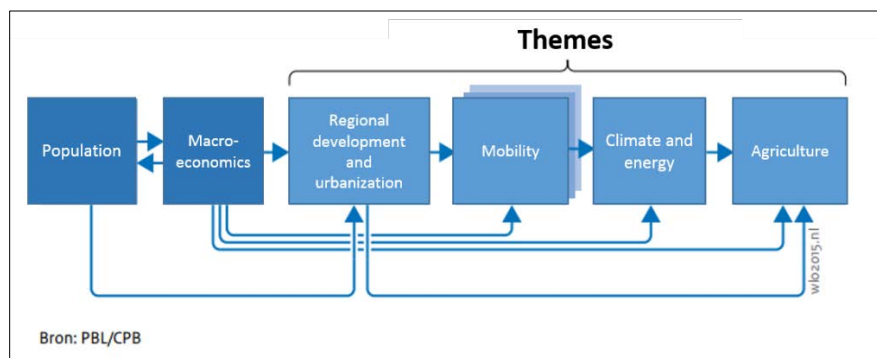 Themes
Population
Macro-
economics
Regional
development
and
urbanization
Mobility
Climate and
energy
Agriculture
wlo2015.nl
Bron: PBL/CPB